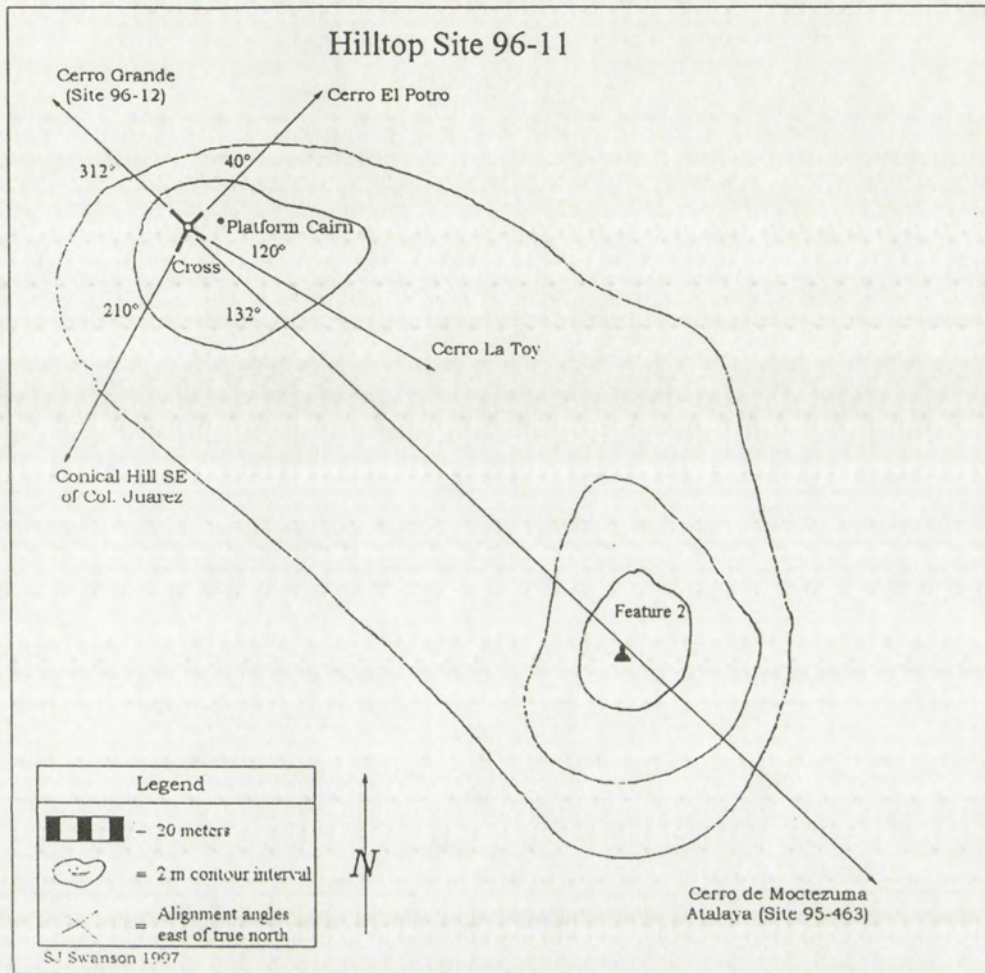 Hilltop Site 96-11
Cerro Grande
(Site 96-12)
Cerro El Potro
312°
40°
Platform Cairn
120°
Cross
210°
132°
Cerro La Toy
Conical Hill SE
of Col. Juarez
Feature 2
Legend
= 20 meters
= 2 m contour interval
= Alignment angles
east of true north
N
Cerro de Moctezuma
Atalaya (Site 95-463)
SJ Swanson 1997